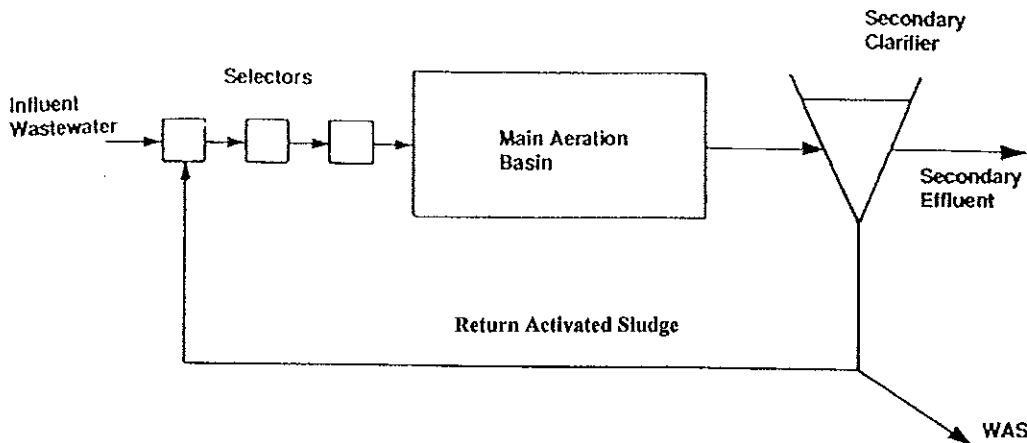 Secondary
Clarifier
Selectors
Influent
Wastewater
Main Aeration
Basin
Secondary
Effluent
Return Activated Sludge
WAS